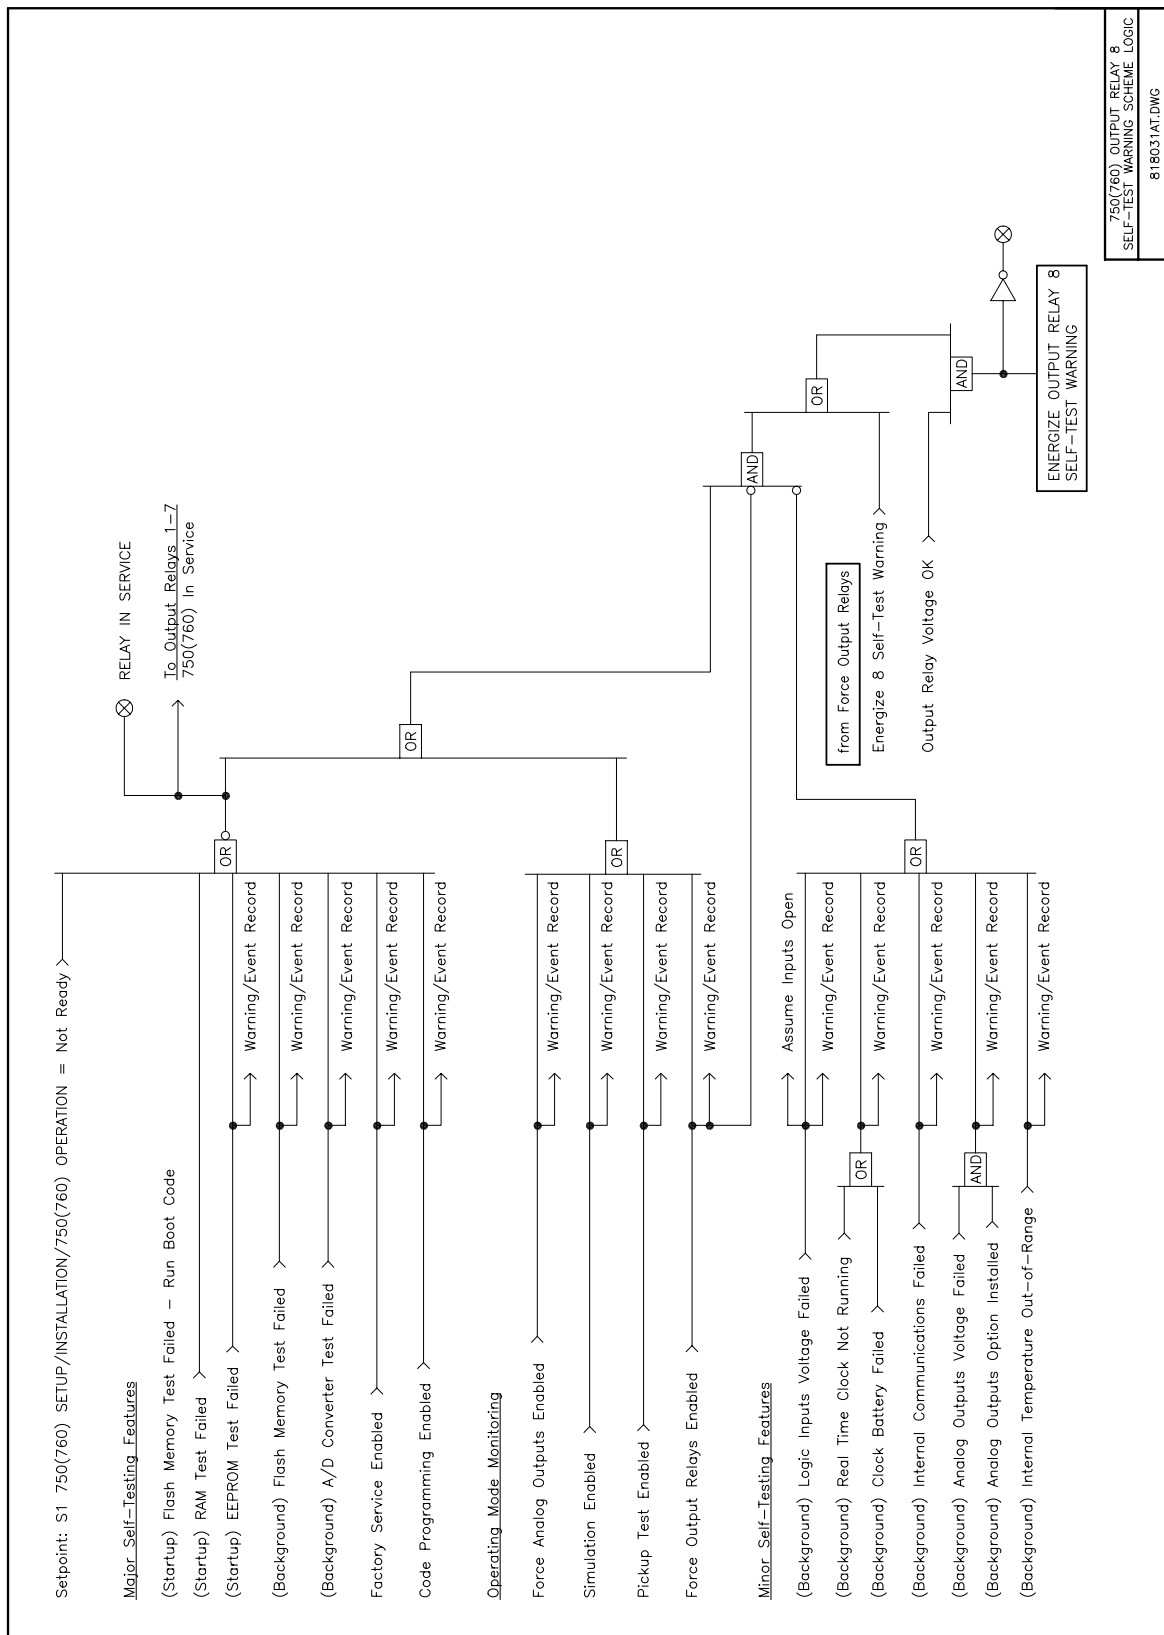 Setpoint: S1 750(760) SETUP/INSTALLATION/750(760) OPERATION = Not Ready
Major Self-Testing Features
(Startup) Flash Memory Test Failed - Run Boot Code
(Startup) RAM Test Failed
(Startup) EEPROM Test Failed
Warning/Event Record
(Background) Flash Memory Test Failed
Warning/Event Record
(Background) A/D Converter Test Failed
Warning/Event Record
Factory Service Enabled
Warning/Event Record
Code Programming Enabled
Warning/Event Record
OR
RELAY IN SERVICE
To Output Relays 1-7
750(760) In Service
Operating Mode Monitoring
Force Analog Outputs Enabled
Warning/Event Record
Simulation Enabled
Warning/Event Record
Pickup Test Enabled
Warning/Event Record
Force Output Relays Enabled
Warning/Event Record
OR
OR
Minor Self-Testing Features
Assume Inputs Open
(Background) Logic Inputs Voltage Failed
Warning/Event Record
(Background) Real Time Clock Not Running
OR
Warning/Event Record
(Background) Clock Battery Failed
(Background) Internal Communications Failed
Warning/Event Record
(Background) Analog Outputs Voltage Failed
AND
Warning/Event Record
(Background) Analog Outputs Option Installed
(Background) Internal Temperature Out-of-Range
Warning/Event Record
OR
AND
from Force Output Relays
Energize 8 Self-Test Warning
OR
Output Relay Voltage OK
AND
ENERGIZE OUTPUT RELAY 8
SELF-TEST WARNING
750(760) OUTPUT RELAY 8
SELF-TEST WARNING SCHEME LOGIC
818031AT.DWG